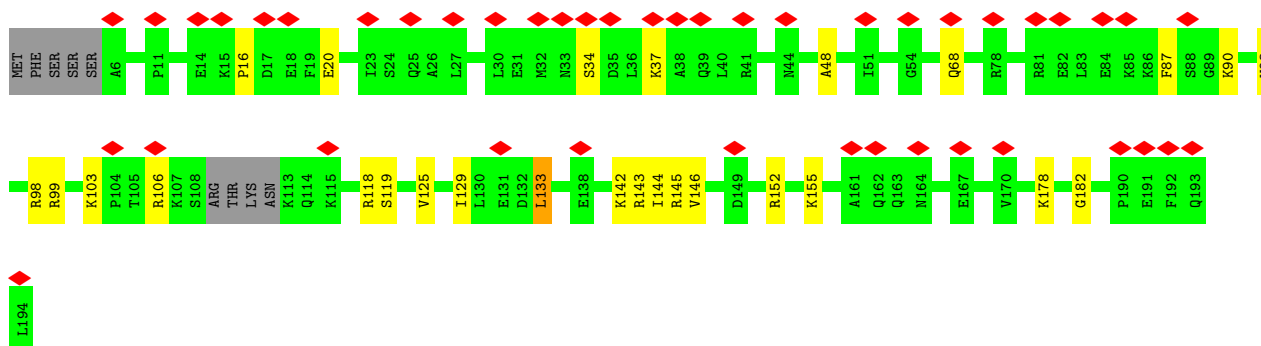 MET PHE SER SER SER A6 P11 E14 K15 P16 D17 E18 F19 E20 I23 S24 Q25 A26 L27 L30 E31 M32 N33 S34 D35 L36 K37 A38 Q39 L40 R41 N44 A48 I51 G54 Q68 R78 R81 E82 L83 E84 K85 K86 F87 S88 G89 K90
R98 R99 K103 P104 T105 R106 K107 S108 ARG THR LYS ASN K113 Q114 K115 R118 S119 V125 I129 L130 E131 D132 L133 E138 K142 R143 I144 R145 V146 D149 R152 K155 A161 Q162 Q163 N164 E167 V170 K178 G182 P190 E191 F192 Q193
L194